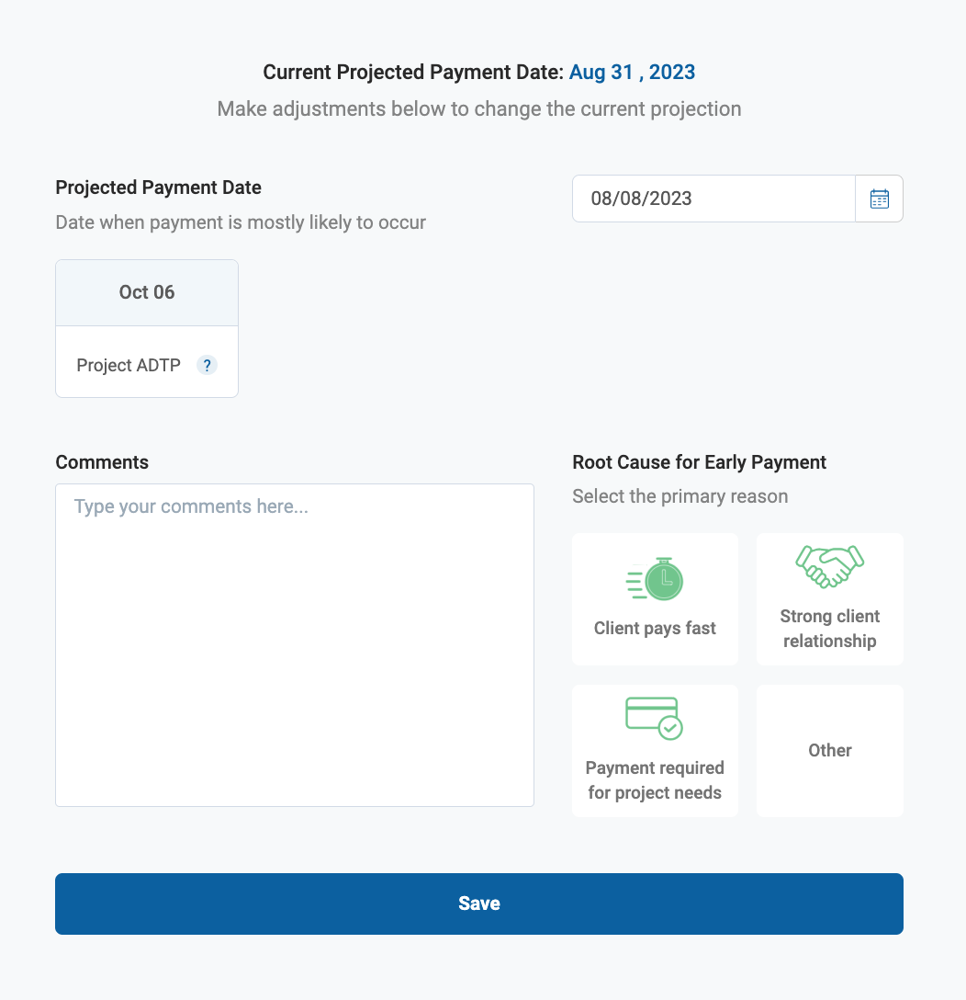 Current Projected Payment Date: Aug 31 , 2023
Make adjustments below to change the current projection
Projected Payment Date
Date when payment is mostly likely to occur
08/08/2023
Oct 06
Project ADTP ?
Comments
Type your comments here...
Root Cause for Early Payment
Select the primary reason
Client pays fast
Strong client
relationship
Payment required
for project needs
Other
Save